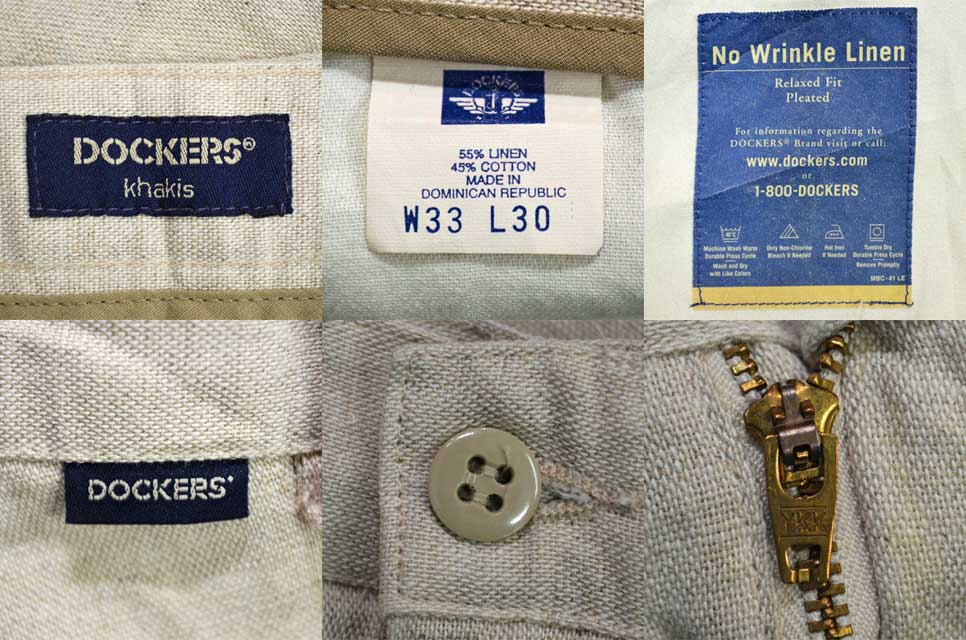 DOCKERS®
khakis
DOCKERS
55% LINEN
45% COTTON
MADE IN
DOMINICAN REPUBLIC
W33 L30
No Wrinkle Linen
Relaxed Fit
Pleated
For information regarding the
DOCKERS® Brand visit or call:
www.dockers.com
or
1-800-DOCKERS
40°C
Machine Wash Warm
Durable Press Cycle
Wash and Dry
with Like Colors
Only Non-Chlorine
Bleach If Needed
Hot Iron
If Needed
Tumble Dry
Durable Press Cycle
Remove Promptly
MBC-41 LE
DOCKERS
YKK